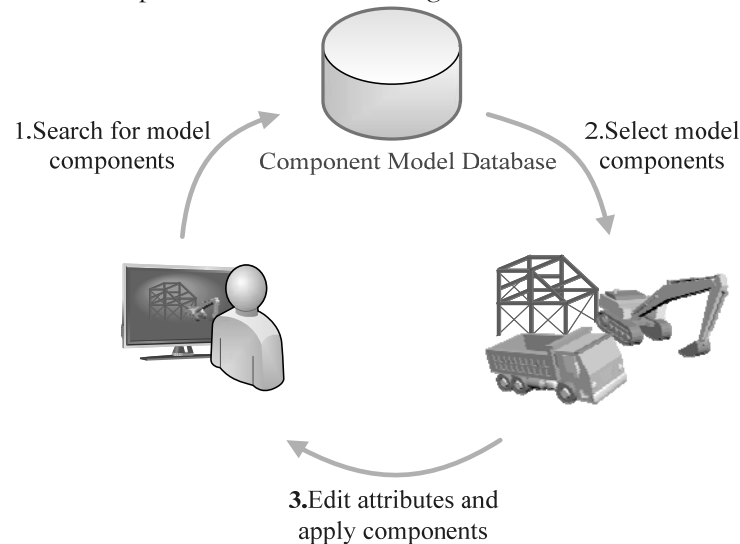 1.Search for model
components
Component Model Database
2.Select model
components
3.Edit attributes and
apply components